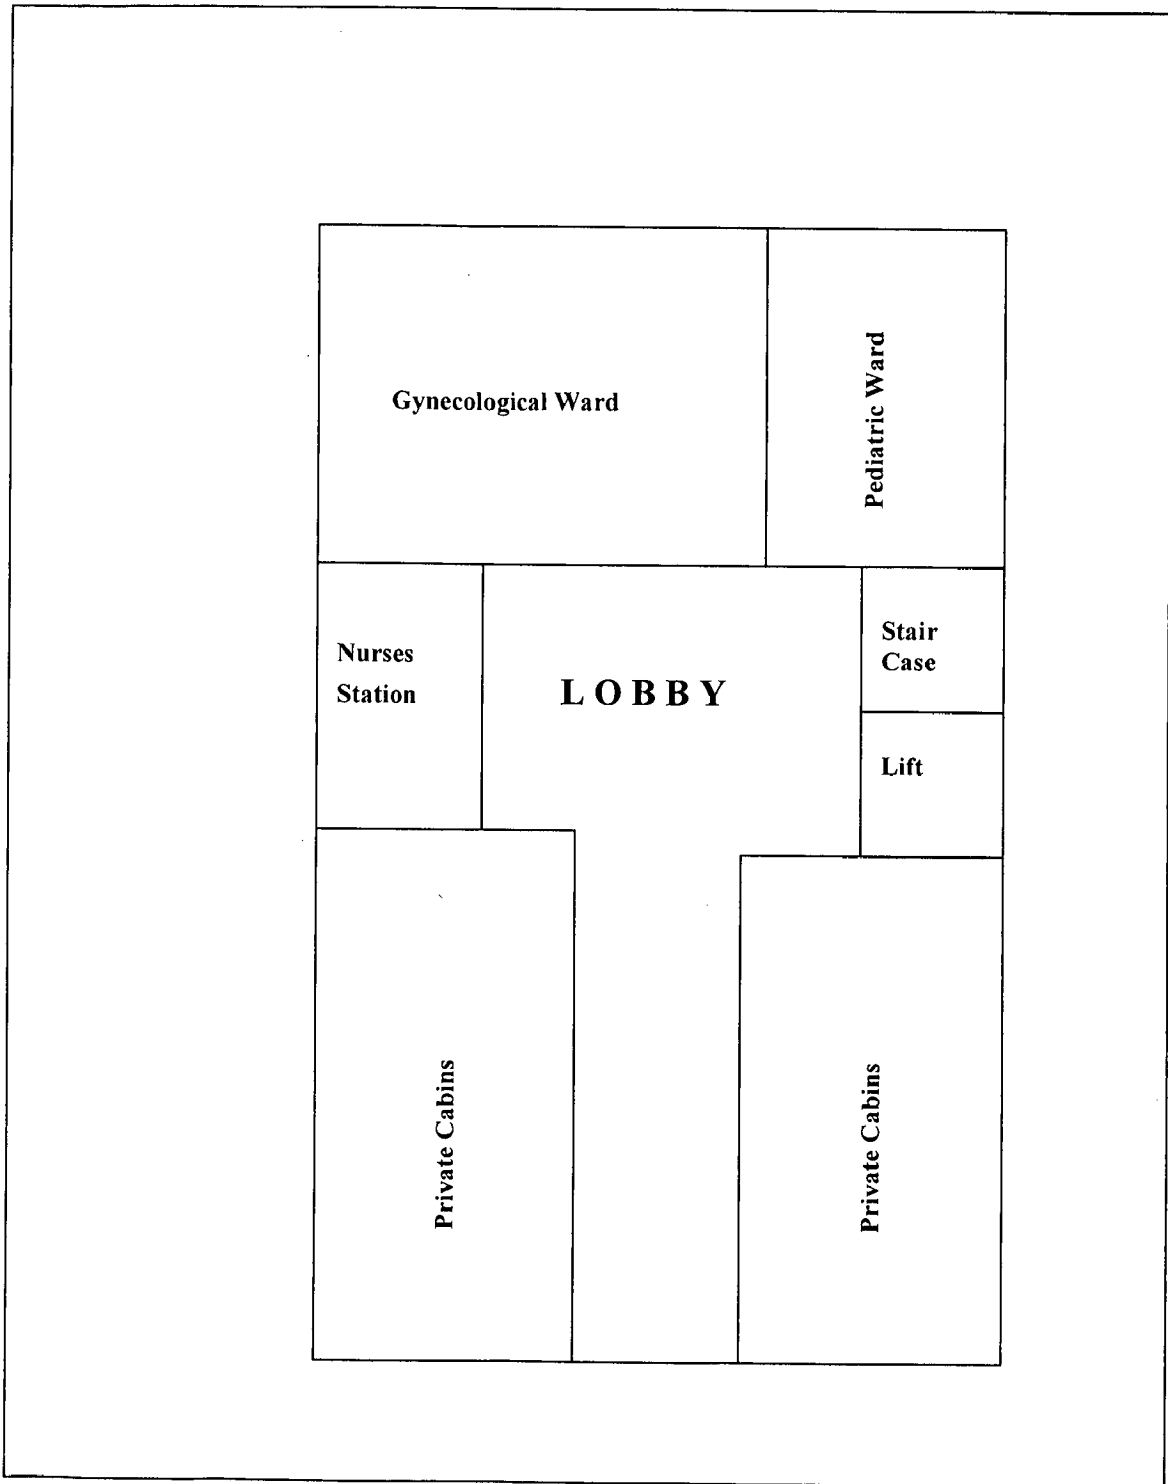 Gynecological Ward
Pediatric Ward
Nurses
Station
LOBBY
Stair
Case
Lift
Private Cabins
Private Cabins